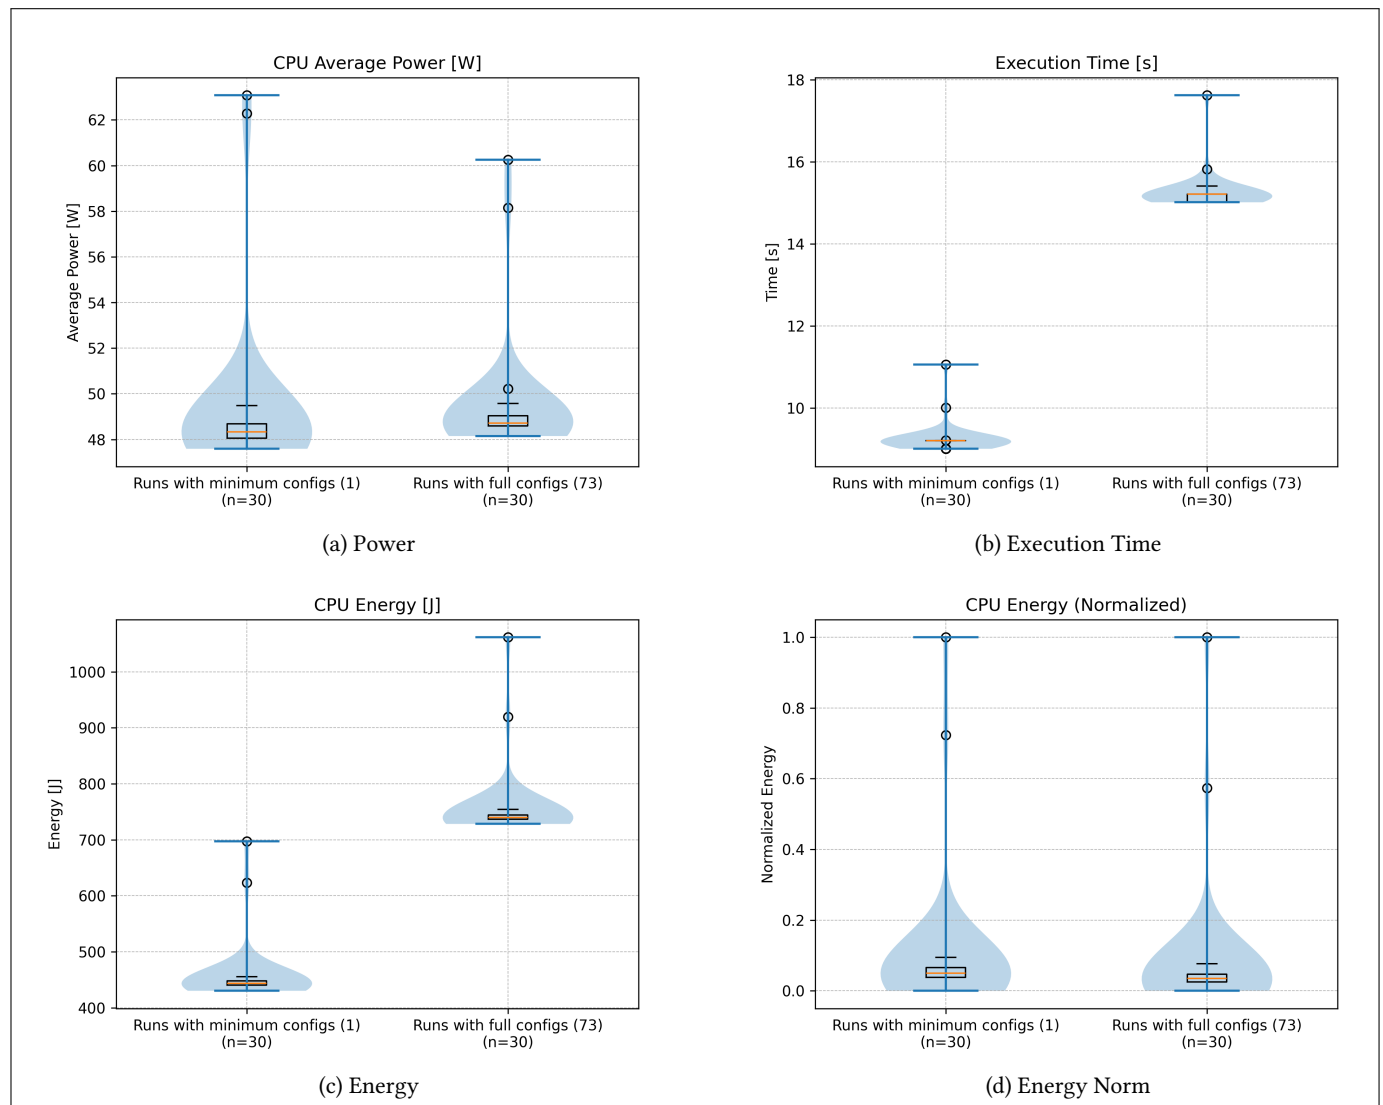 CPU Average Power [W]
Average Power [W]
62
60
58
56
54
52
50
48
Runs with minimum configs (1)
(n=30)
Runs with full configs (73)
(n=30)
(a) Power
Execution Time [s]
Time [s]
18
16
14
12
10
Runs with minimum configs (1)
(n=30)
Runs with full configs (73)
(n=30)
(b) Execution Time
CPU Energy [J]
Energy [J]
1000
900
800
700
600
500
400
Runs with minimum configs (1)
(n=30)
Runs with full configs (73)
(n=30)
(c) Energy
CPU Energy (Normalized)
Normalized Energy
1.0
0.8
0.6
0.4
0.2
0.0
Runs with minimum configs (1)
(n=30)
Runs with full configs (73)
(n=30)
(d) Energy Norm